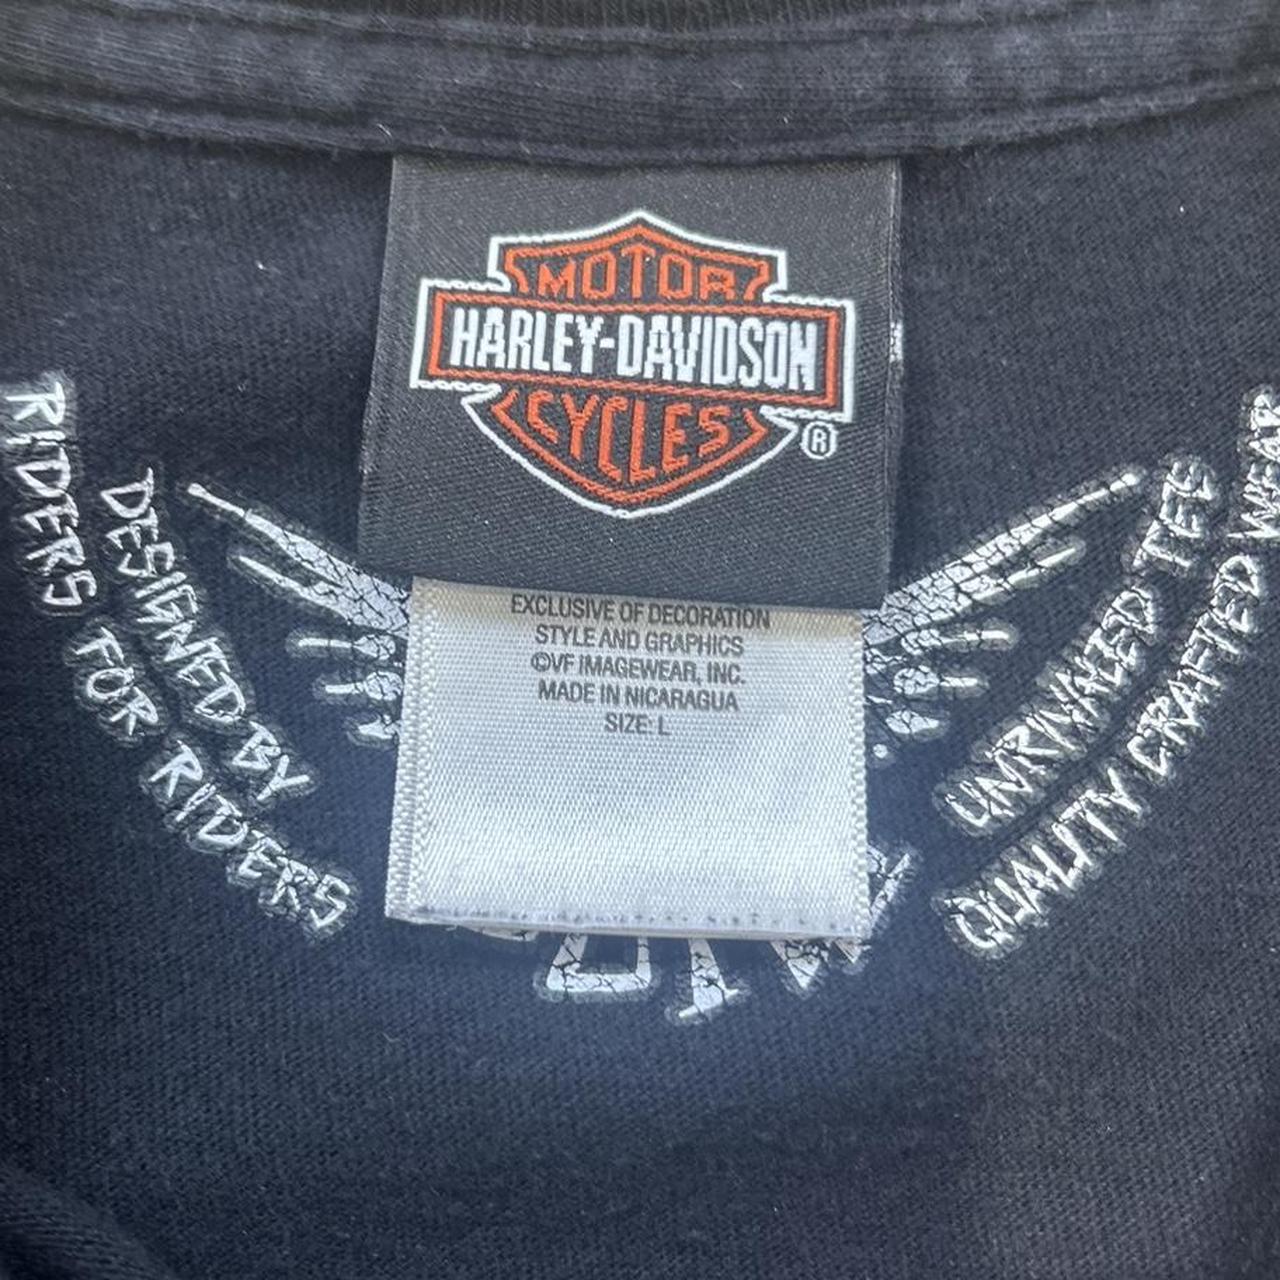 MOTOR
HARLEY-DAVIDSON
CYCLES
®
EXCLUSIVE OF DECORATION
STYLE AND GRAPHICS
©VF IMAGEWEAR, INC.
MADE IN NICARAGUA
SIZE: L
DESIGNED BY
RIDERS FOR RIDERS
UNRIVALED TEE
QUALITY CRAFTED WEAR